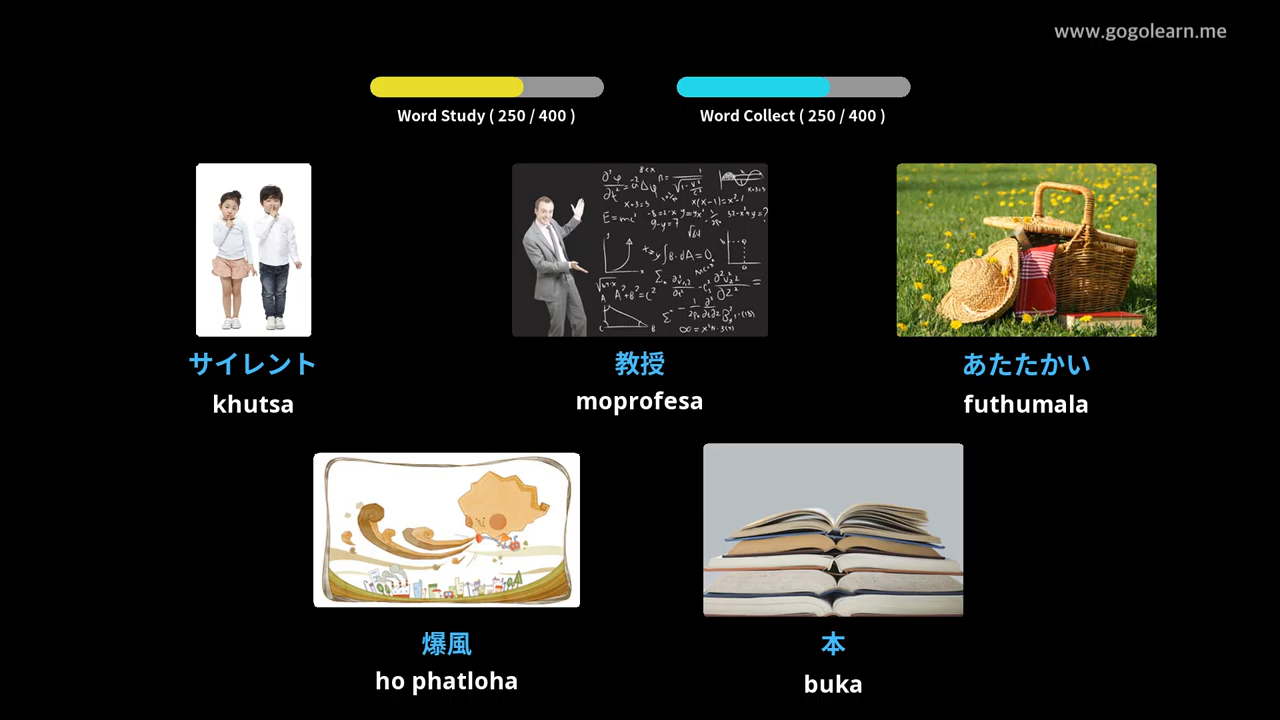 www.gogolearn.me
Word Study ( 250 / 400 )
Word Collect ( 250 / 400 )
サイレント
khutsa
教授
moprofesa
あたたかい
futhumala
爆風
ho phatloha
本
buka